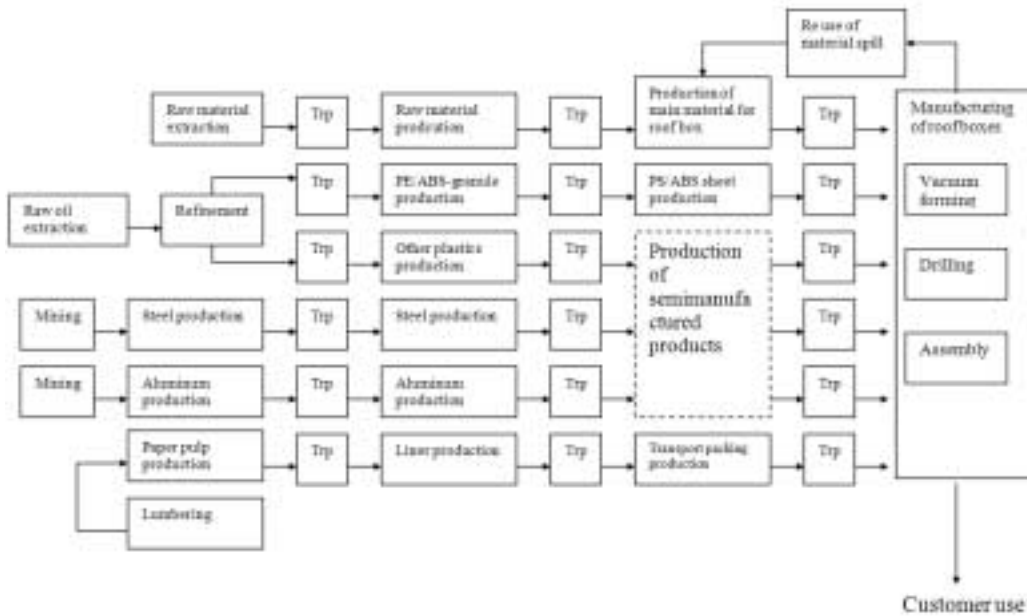 Re use of
material spill
Raw material
extraction
Trp
Raw material
prodration
Trp
Production of
main material for
roof box
Trp
Manufacturing
of roof boxes
Raw oil
extraction
Refinement
Trp
PE/ABS-granule
production
Trp
PS/ABS sheet
production
Trp
Vacuum
forming
Trp
Other plastics
production
Trp
Production
of
semimanufa
ctured
products
Trp
Drilling
Mining
Steel production
Trp
Steel production
Trp
Trp
Assembly
Mining
Aluminum
production
Trp
Aluminum
production
Trp
Trp
Paper pulp
production
Trp
Liner production
Trp
Transport packing
production
Trp
Lumbering
Customer use